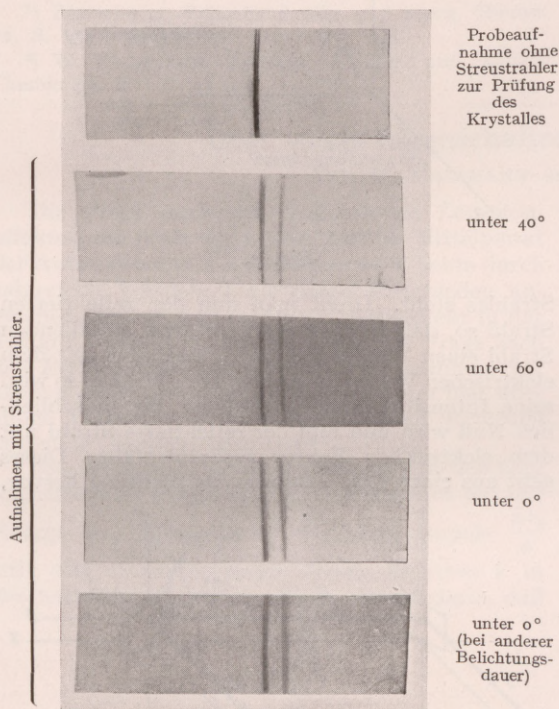 Probeauf-
nahme ohne
Streustrahler
zur Prüfung
des
Krystalles
Aufnahmen mit Streustrahler.
unter 40°
unter 60°
unter 0°
unter 0°
(bei anderer
Belichtungs-
dauer)